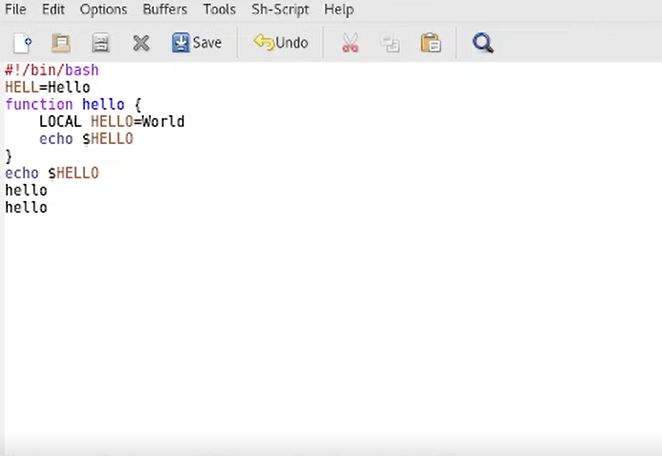 File Edit Options Buffers Tools Sh-Script Help
Save Undo
#!/bin/bash
HELL=Hello
function hello {
    LOCAL HELLO=World
    echo $HELLO
}
echo $HELLO
hello
hello